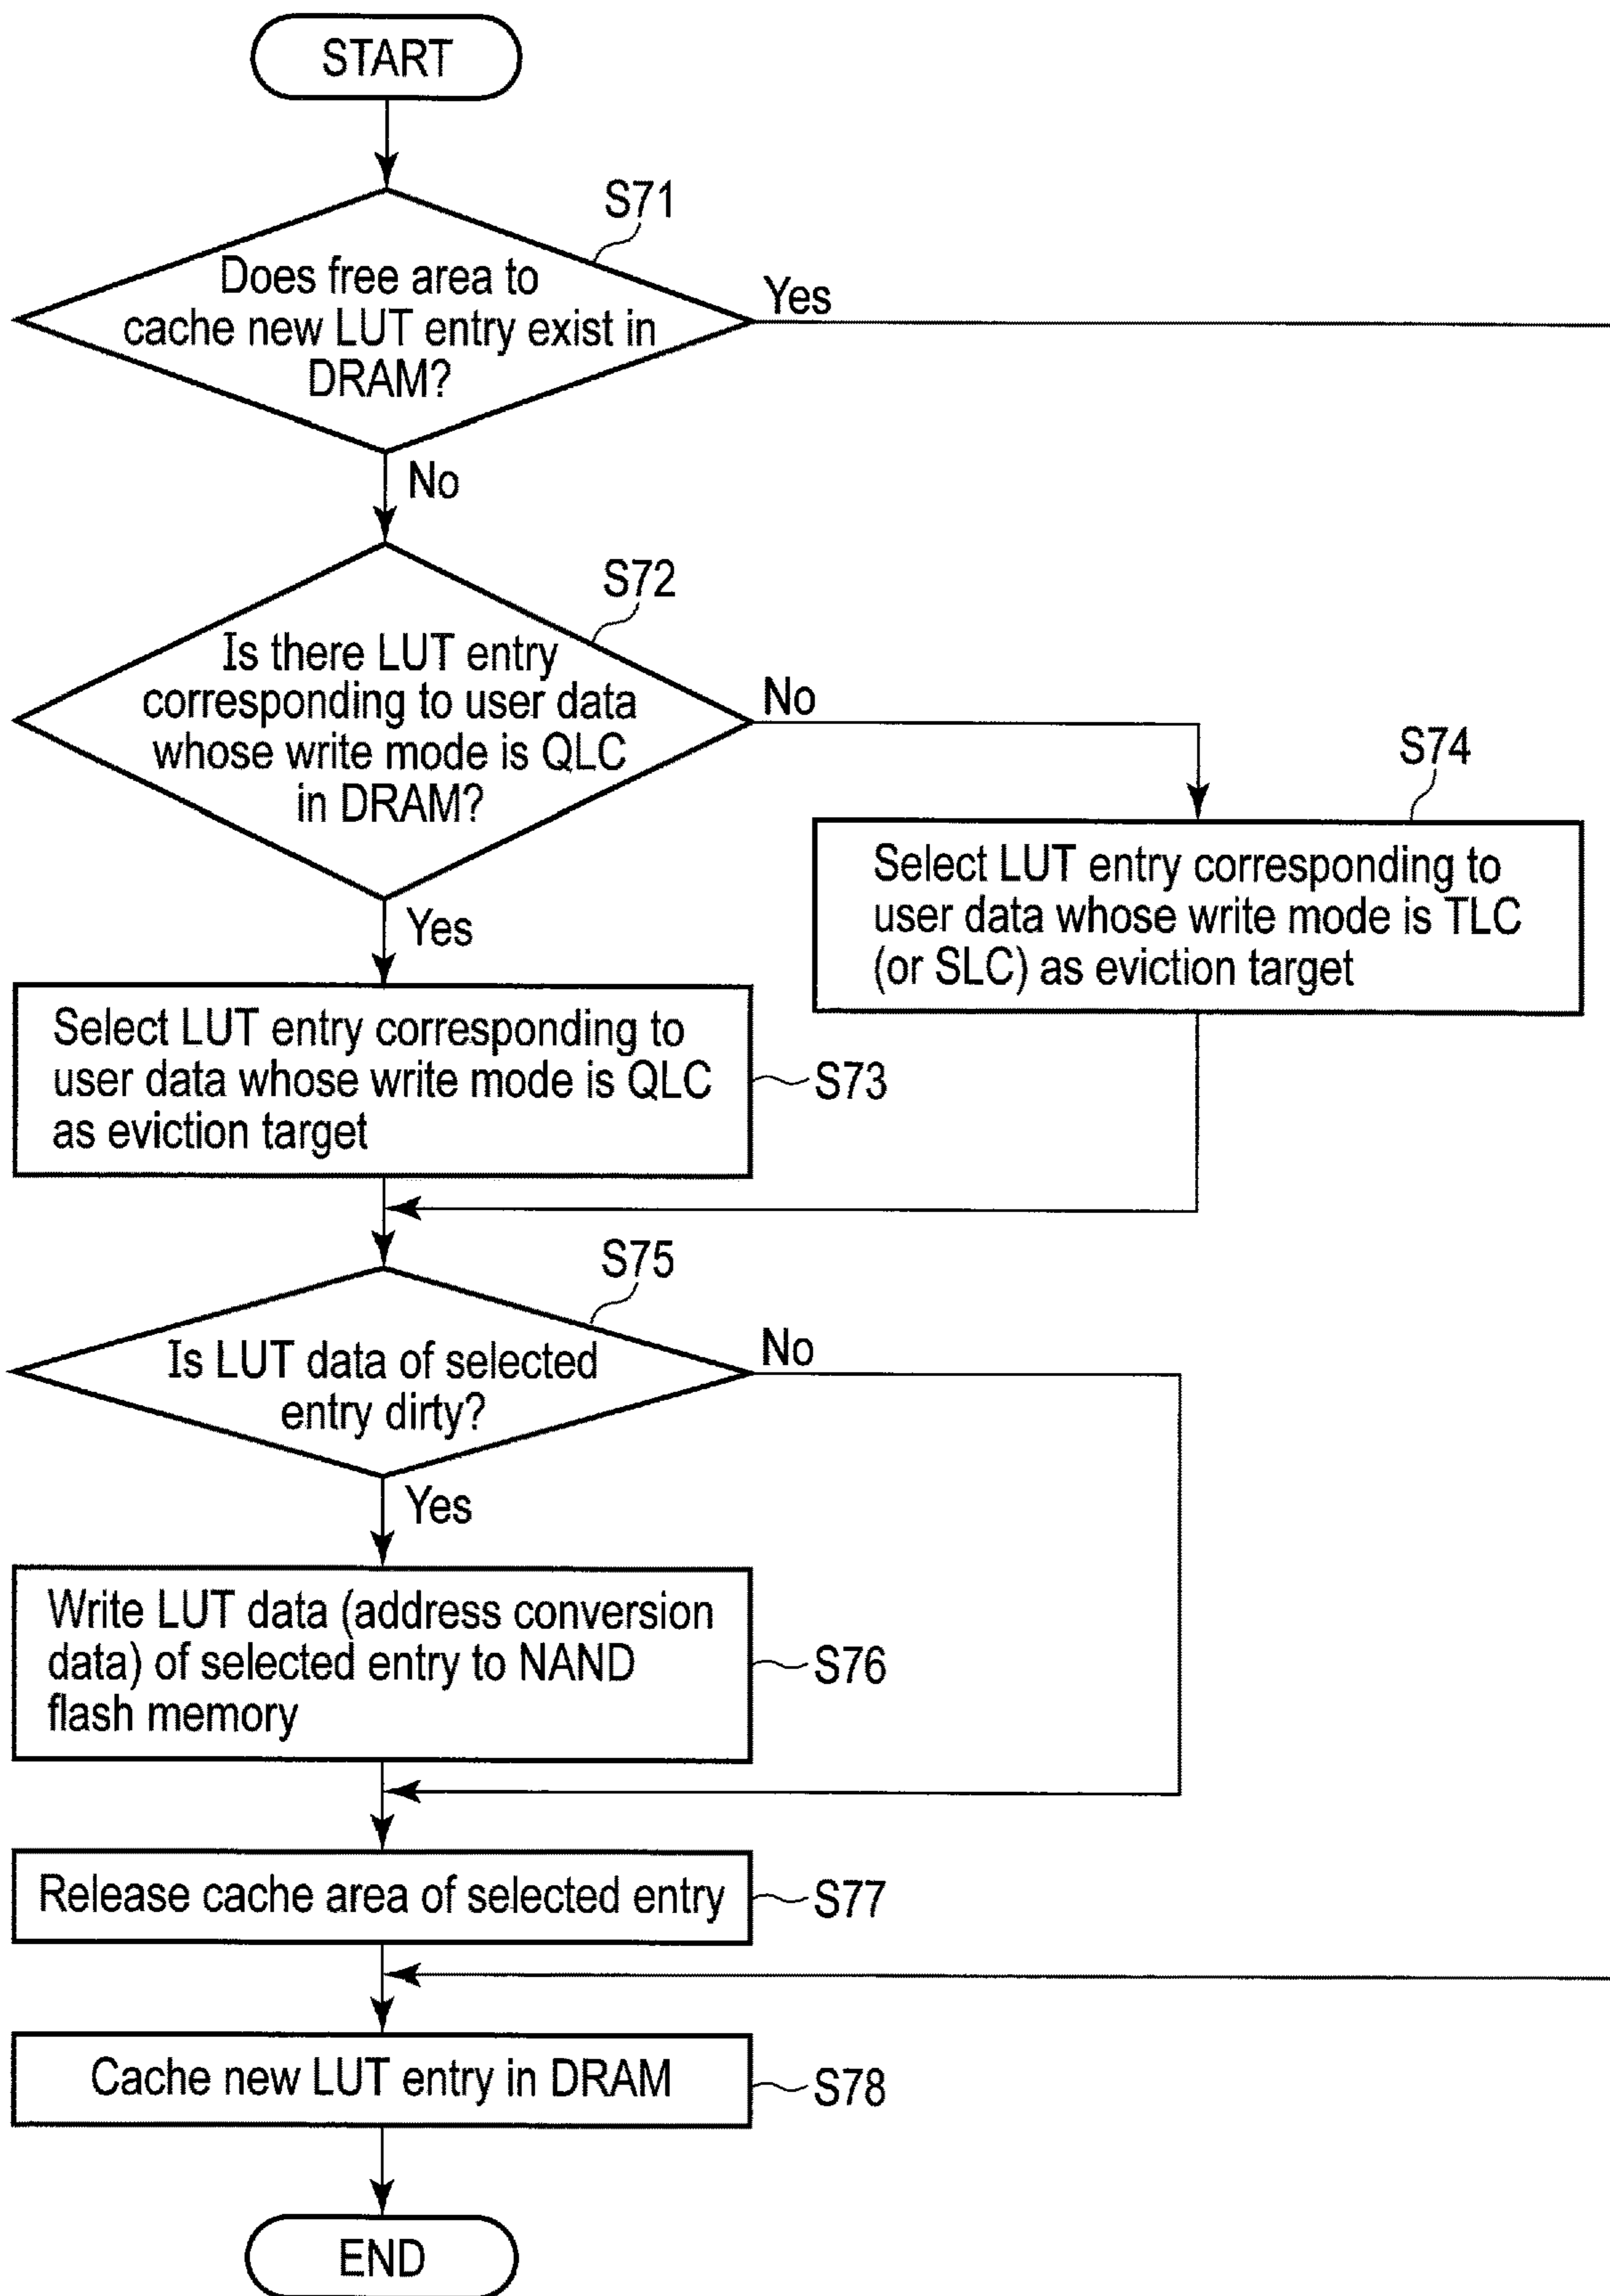 START
S71
Does free area to
cache new LUT entry exist in
DRAM?
Yes
No
S72
Is there LUT entry
corresponding to user data
whose write mode is QLC
in DRAM?
No
Yes
S74
Select LUT entry corresponding to
user data whose write mode is TLC
(or SLC) as eviction target
Select LUT entry corresponding to
user data whose write mode is QLC
as eviction target
S73
S75
Is LUT data of selected
entry dirty?
No
Yes
Write LUT data (address conversion
data) of selected entry to NAND
flash memory
S76
Release cache area of selected entry
S77
Cache new LUT entry in DRAM
S78
END